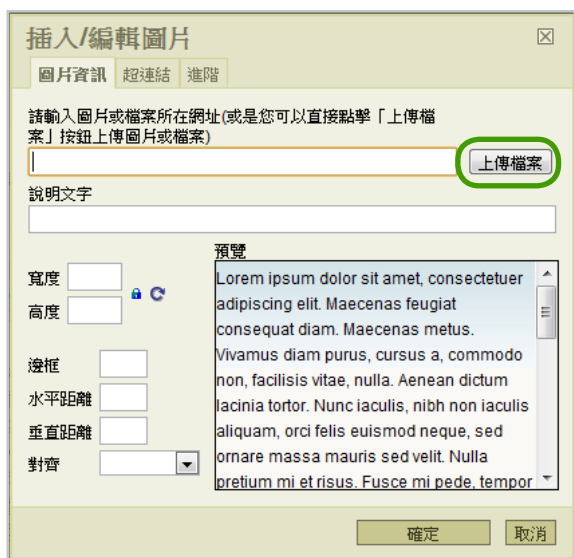 插入/編輯圖片
圖片資訊 超連結 進階
請輸入圖片或檔案所在網址(或是您可以直接點擊「上傳檔
案」按鈕上傳圖片或檔案)
上傳檔案
說明文字
寬度
高度
邊框
水平距離
垂直距離
對齊
預覽
Lorem ipsum dolor sit amet, consectetuer
adipiscing elit. Maecenas feugiat
consequat diam. Maecenas metus.
Vivamus diam purus, cursus a, commodo
non, facilisis vitae, nulla. Aenean dictum
lacinia tortor. Nunc iaculis, nibh non iaculis
aliquam, orci felis euismod neque, sed
ornare massa mauris sed velit. Nulla
pretium mi et risus. Fusce mi pede, tempor
確定 取消